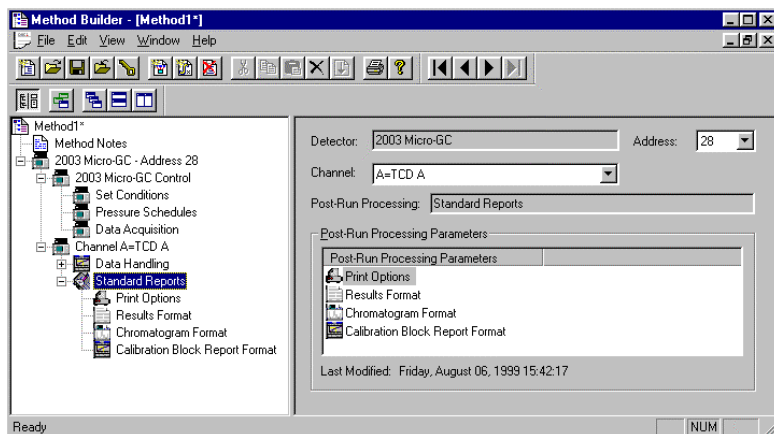 Method Builder - [Method1*]
File Edit View Window Help
Method1*
Method Notes
2003 Micro-GC - Address 28
2003 Micro-GC Control
Set Conditions
Pressure Schedules
Data Acquisition
Channel A=TCD A
Data Handling
Standard Reports
Print Options
Results Format
Chromatogram Format
Calibration Block Report Format
Detector: 2003 Micro-GC Address: 28
Channel: A=TCD A
Post-Run Processing: Standard Reports
Post-Run Processing Parameters
Post-Run Processing Parameters
Print Options
Results Format
Chromatogram Format
Calibration Block Report Format
Last Modified: Friday, August 06, 1999 15:42:17
Ready NUM